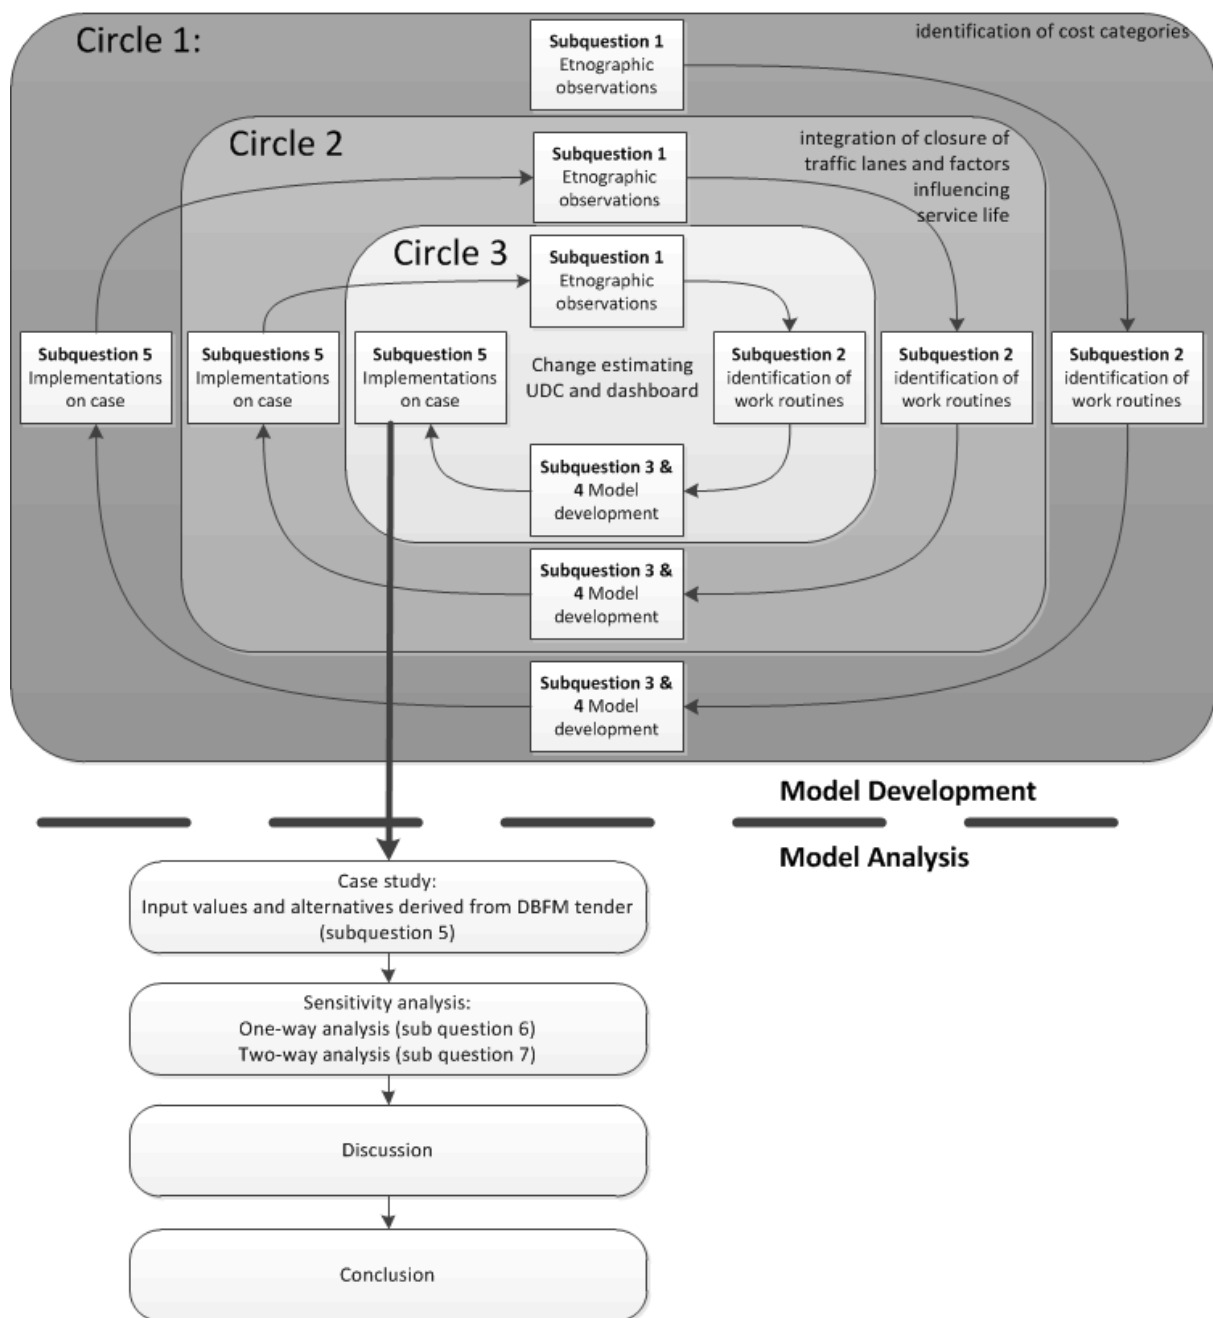 Circle 1:
identification of cost categories
Subquestion 1
Etnographic
observations
Circle 2
integration of closure of
traffic lanes and factors
influencing
service life
Subquestion 1
Etnographic
observations
Circle 3
Subquestion 1
Etnographic
observations
Subquestion 5
Implementations
on case
Subquestions 5
Implementations
on case
Subquestion 5
Implementations
on case
Change estimating
UDC and dashboard
Subquestion 2
identification of
work routines
Subquestion 2
identification of
work routines
Subquestion 2
identification of
work routines
Subquestion 3 &
4 Model
development
Subquestion 3 &
4 Model
development
Subquestion 3 &
4 Model
development
Model Development
Model Analysis
Case study:
Input values and alternatives derived from DBFM tender
(subquestion 5)
Sensitivity analysis:
One-way analysis (sub question 6)
Two-way analysis (sub question 7)
Discussion
Conclusion